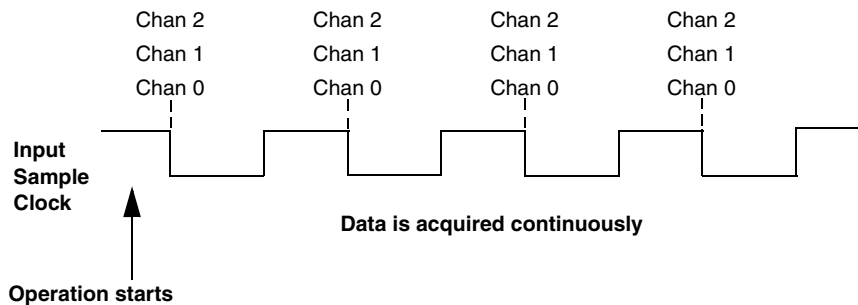 Chan 2 Chan 2 Chan 2 Chan 2
Chan 1 Chan 1 Chan 1 Chan 1
Chan 0 Chan 0 Chan 0 Chan 0
Input
Sample
Clock
Data is acquired continuously
Operation starts